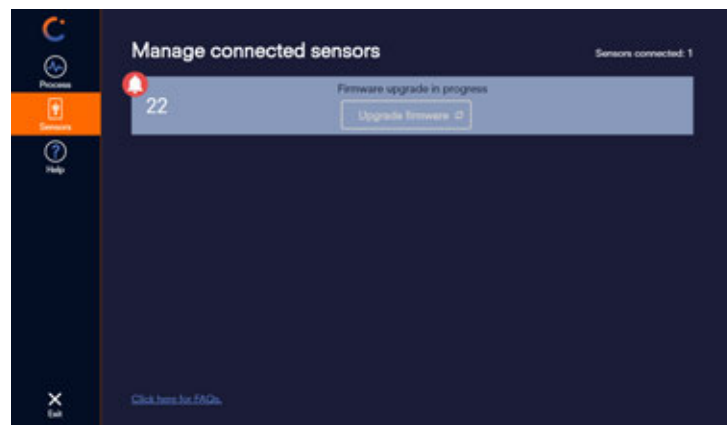 Manage connected sensors
Sensors connected: 1
Process
Sensors
Help
22
Firmware upgrade in progress
Upgrade firmware
Click here for FAQs.
Exit